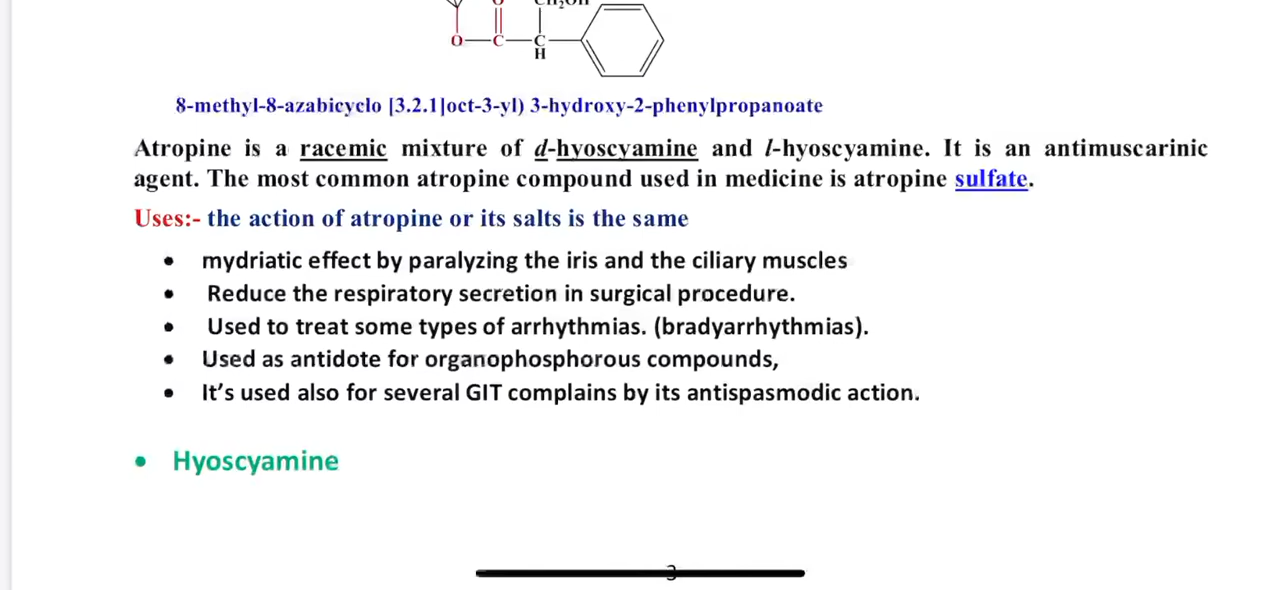 O C C
H
8-methyl-8-azabicyclo [3.2.1]oct-3-yl) 3-hydroxy-2-phenylpropanoate
Atropine is a racemic mixture of d-hyoscyamine and l-hyoscyamine. It is an antimuscarinic
agent. The most common atropine compound used in medicine is atropine sulfate.
Uses:- the action of atropine or its salts is the same
• mydriatic effect by paralyzing the iris and the ciliary muscles
• Reduce the respiratory secretion in surgical procedure.
• Used to treat some types of arrhythmias. (bradyarrhythmias).
• Used as antidote for organophosphorous compounds,
• It's used also for several GIT complains by its antispasmodic action.
• Hyoscyamine
3